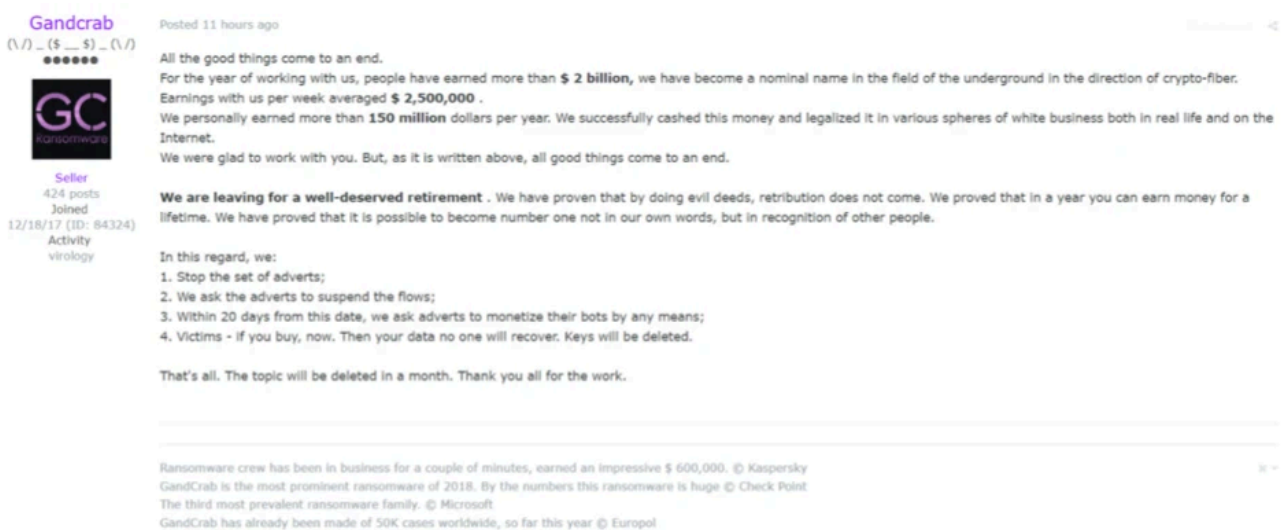 Gandcrab
(\/) _ ($ __ $) _ (\/)
●●●●●●
GC
Ransomware
Seller
424 posts
Joined
12/18/17 (ID: 84324)
Activity
virology
Posted 11 hours ago
All the good things come to an end.
For the year of working with us, people have earned more than $ 2 billion, we have become a nominal name in the field of the underground in the direction of crypto-fiber.
Earnings with us per week averaged $ 2,500,000 .
We personally earned more than 150 million dollars per year. We successfully cashed this money and legalized it in various spheres of white business both in real life and on the
Internet.
We were glad to work with you. But, as it is written above, all good things come to an end.
We are leaving for a well-deserved retirement . We have proven that by doing evil deeds, retribution does not come. We proved that in a year you can earn money for a
lifetime. We have proved that it is possible to become number one not in our own words, but in recognition of other people.
In this regard, we:
1. Stop the set of adverts;
2. We ask the adverts to suspend the flows;
3. Within 20 days from this date, we ask adverts to monetize their bots by any means;
4. Victims - if you buy, now. Then your data no one will recover. Keys will be deleted.
That's all. The topic will be deleted in a month. Thank you all for the work.
Ransomware crew has been in business for a couple of minutes, earned an impressive $ 600,000. © Kaspersky
GandCrab is the most prominent ransomware of 2018. By the numbers this ransomware is huge © Check Point
The third most prevalent ransomware family. © Microsoft
GandCrab has already been made of 50K cases worldwide, so far this year © Europol